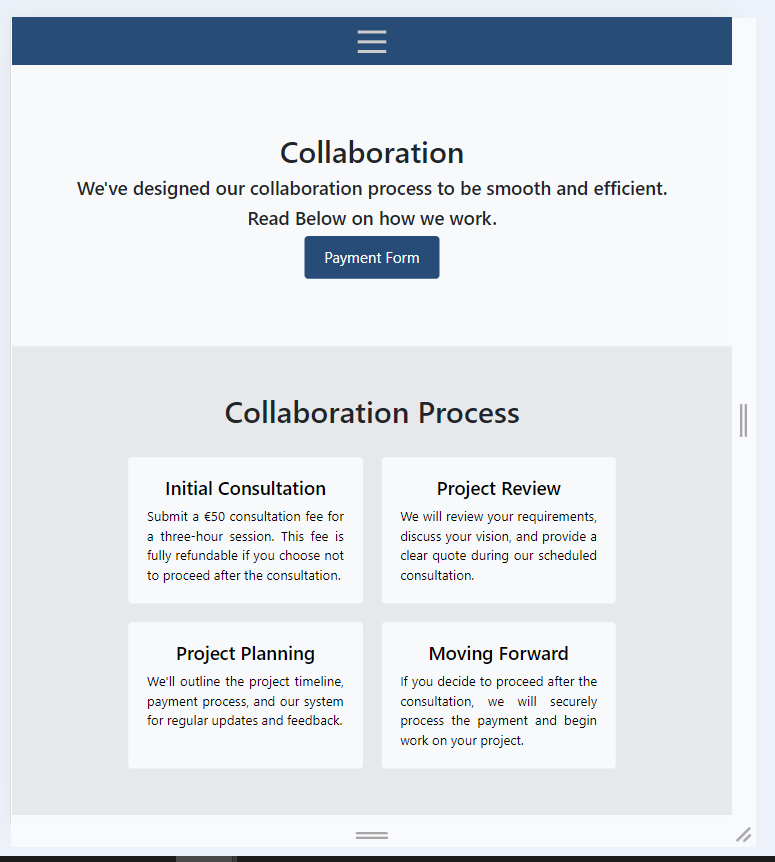 Collaboration
We've designed our collaboration process to be smooth and efficient.
Read Below on how we work.
Payment Form
Collaboration Process
Initial Consultation
Submit a €50 consultation fee for
a three-hour session. This fee is
fully refundable if you choose not
to proceed after the consultation.
Project Review
We will review your requirements,
discuss your vision, and provide a
clear quote during our scheduled
consultation.
Project Planning
We'll outline the project timeline,
payment process, and our system
for regular updates and feedback.
Moving Forward
If you decide to proceed after the
consultation, we will securely
process the payment and begin
work on your project.